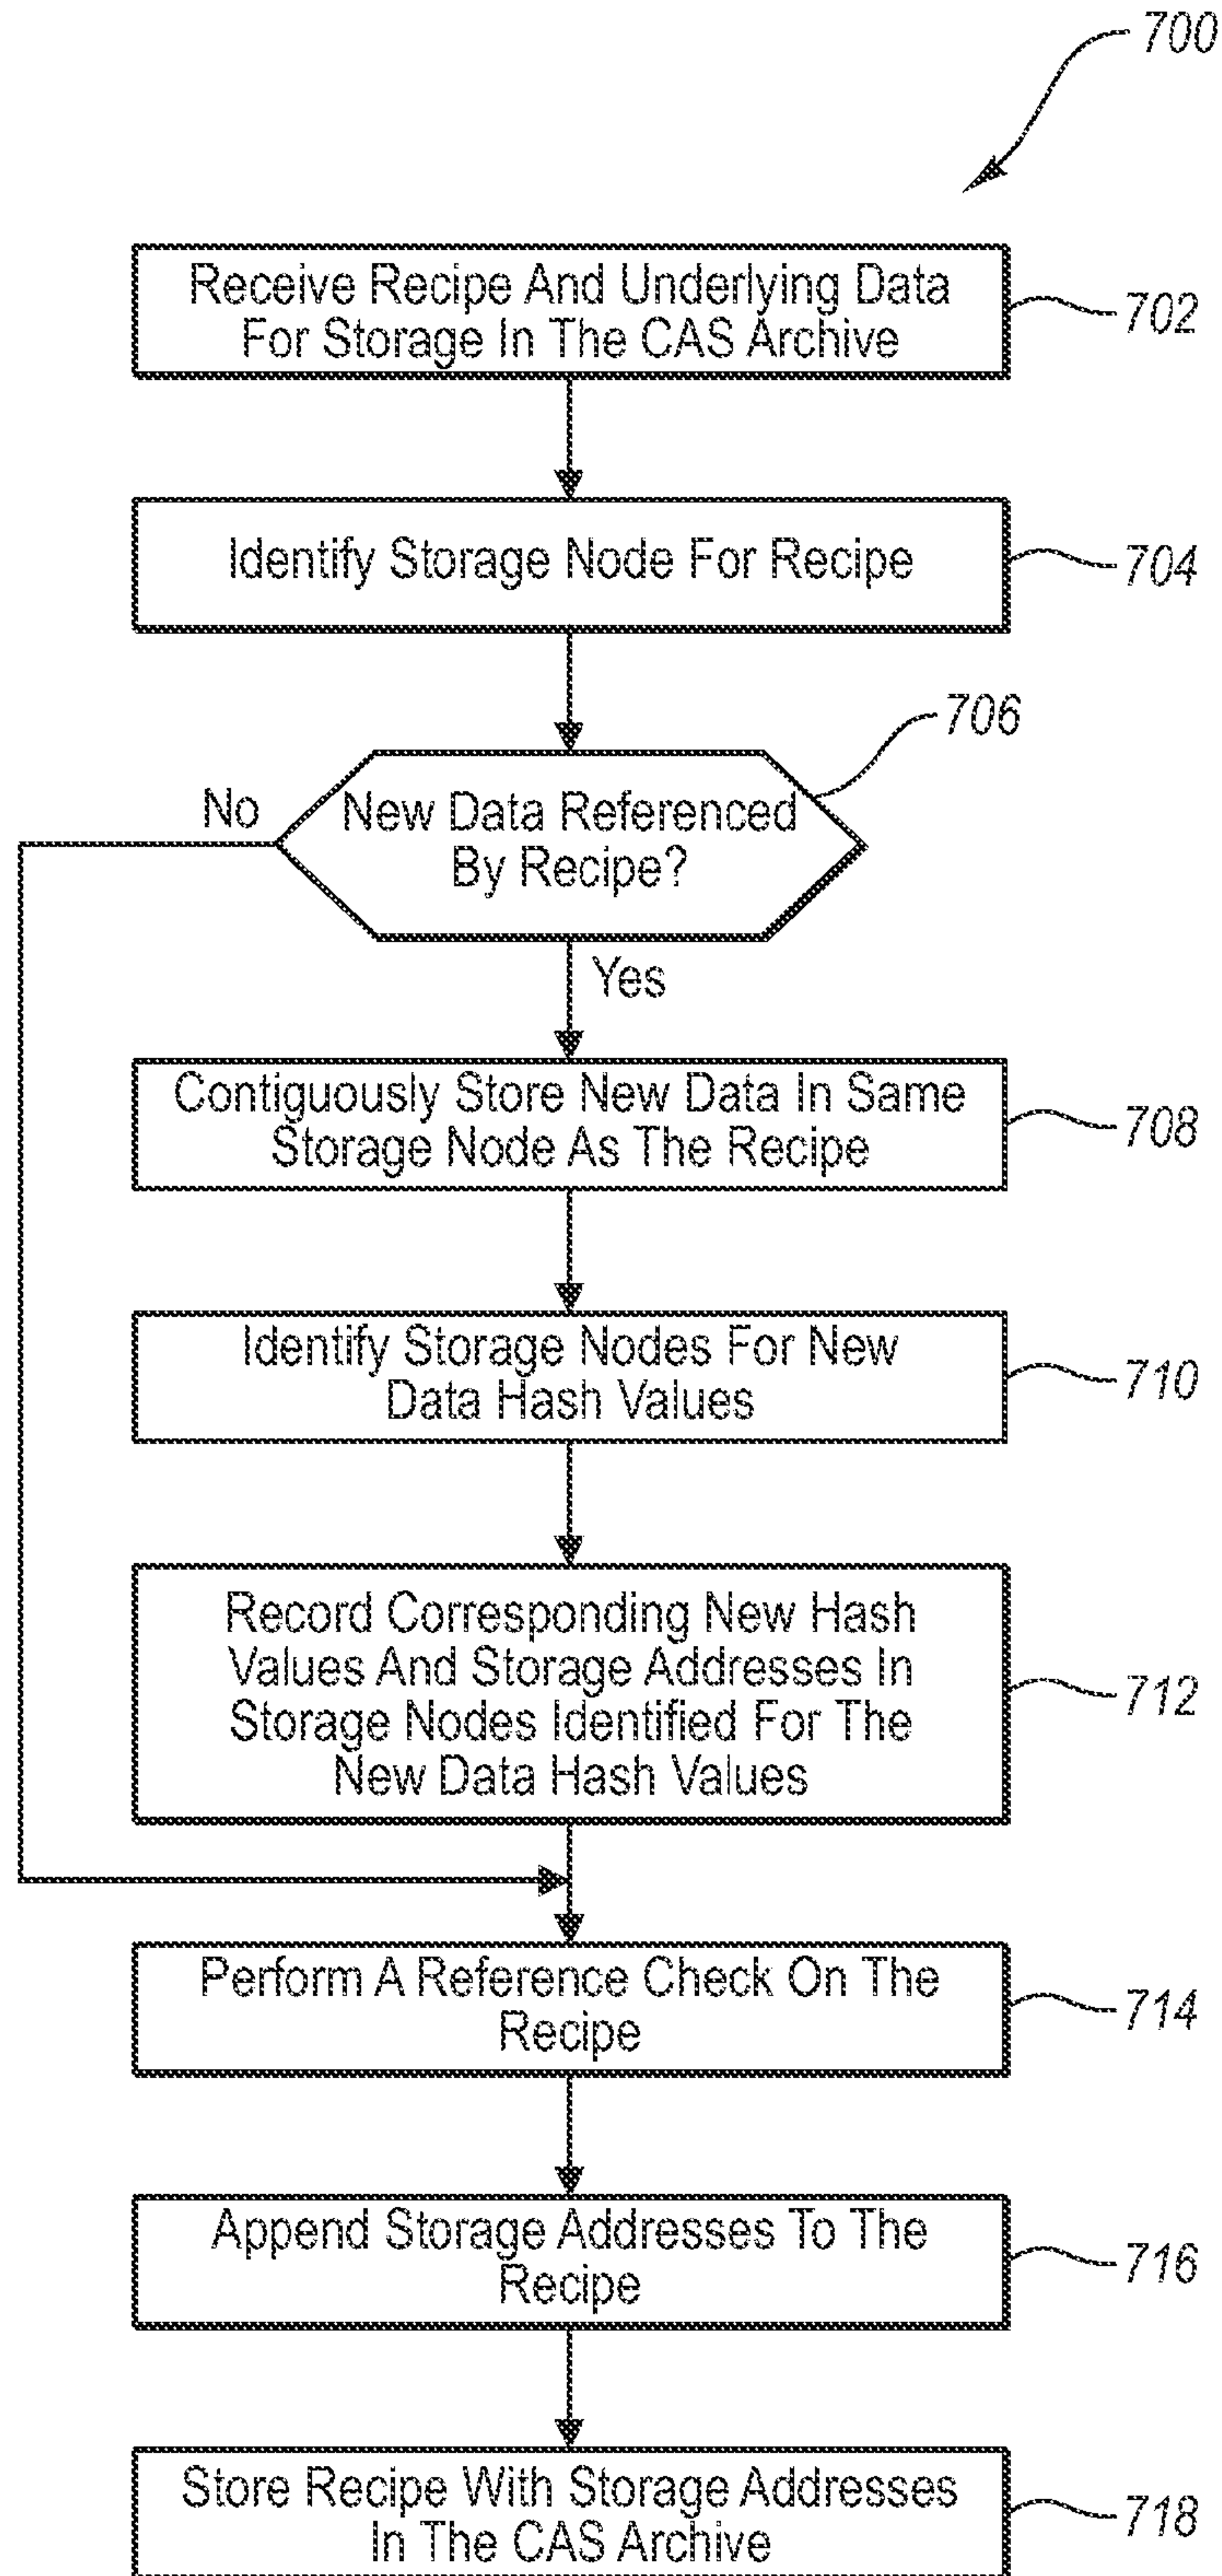 700
Receive Recipe And Underlying Data
For Storage In The CAS Archive
702
Identify Storage Node For Recipe
704
706
No
New Data Referenced
By Recipe?
Yes
Contiguously Store New Data In Same
Storage Node As The Recipe
708
Identify Storage Nodes For New
Data Hash Values
710
Record Corresponding New Hash
Values And Storage Addresses In
Storage Nodes Identified For The
New Data Hash Values
712
Perform A Reference Check On The
Recipe
714
Append Storage Addresses To The
Recipe
716
Store Recipe With Storage Addresses
In The CAS Archive
718